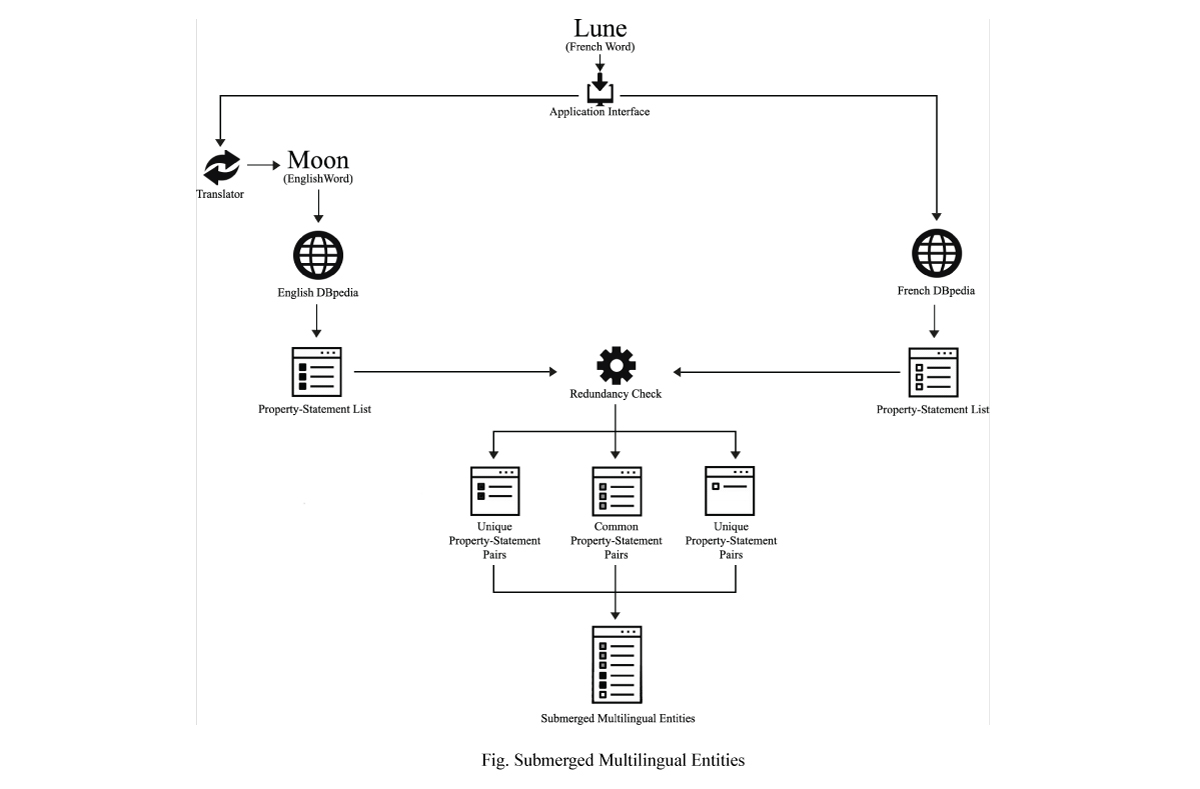 Lune
(French Word)
Application Interface
Translator
Moon
(EnglishWord)
English DBpedia
French DBpedia
Property-Statement List
Redundancy Check
Property-Statement List
Unique
Property-Statement
Pairs
Common
Property-Statement
Pairs
Unique
Property-Statement
Pairs
Submerged Multilingual Entities
Fig. Submerged Multilingual Entities